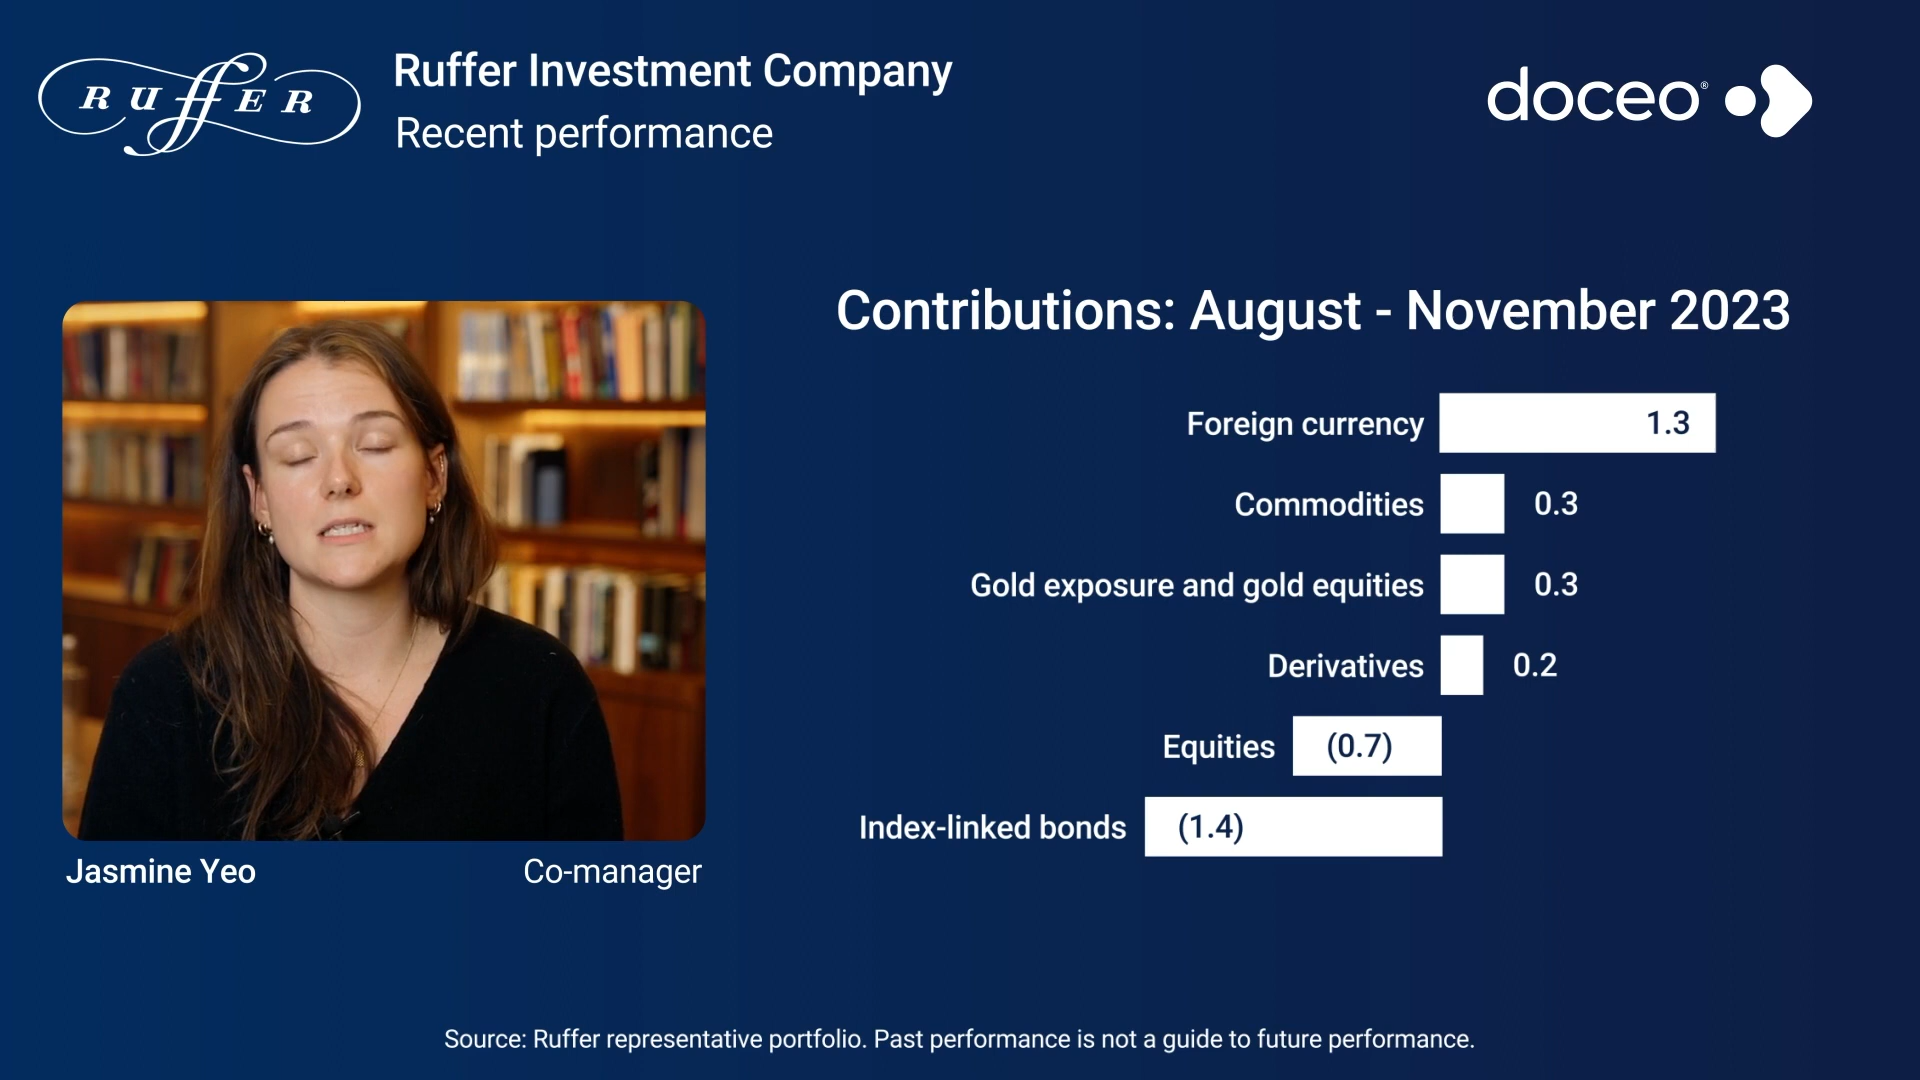 RUffER
Ruffer Investment Company
Recent performance
doceo®
Contributions: August - November 2023
Foreign currency 1.3
Commodities 0.3
Gold exposure and gold equities 0.3
Derivatives 0.2
Equities (0.7)
Index-linked bonds (1.4)
Jasmine Yeo Co-manager
Source: Ruffer representative portfolio. Past performance is not a guide to future performance.